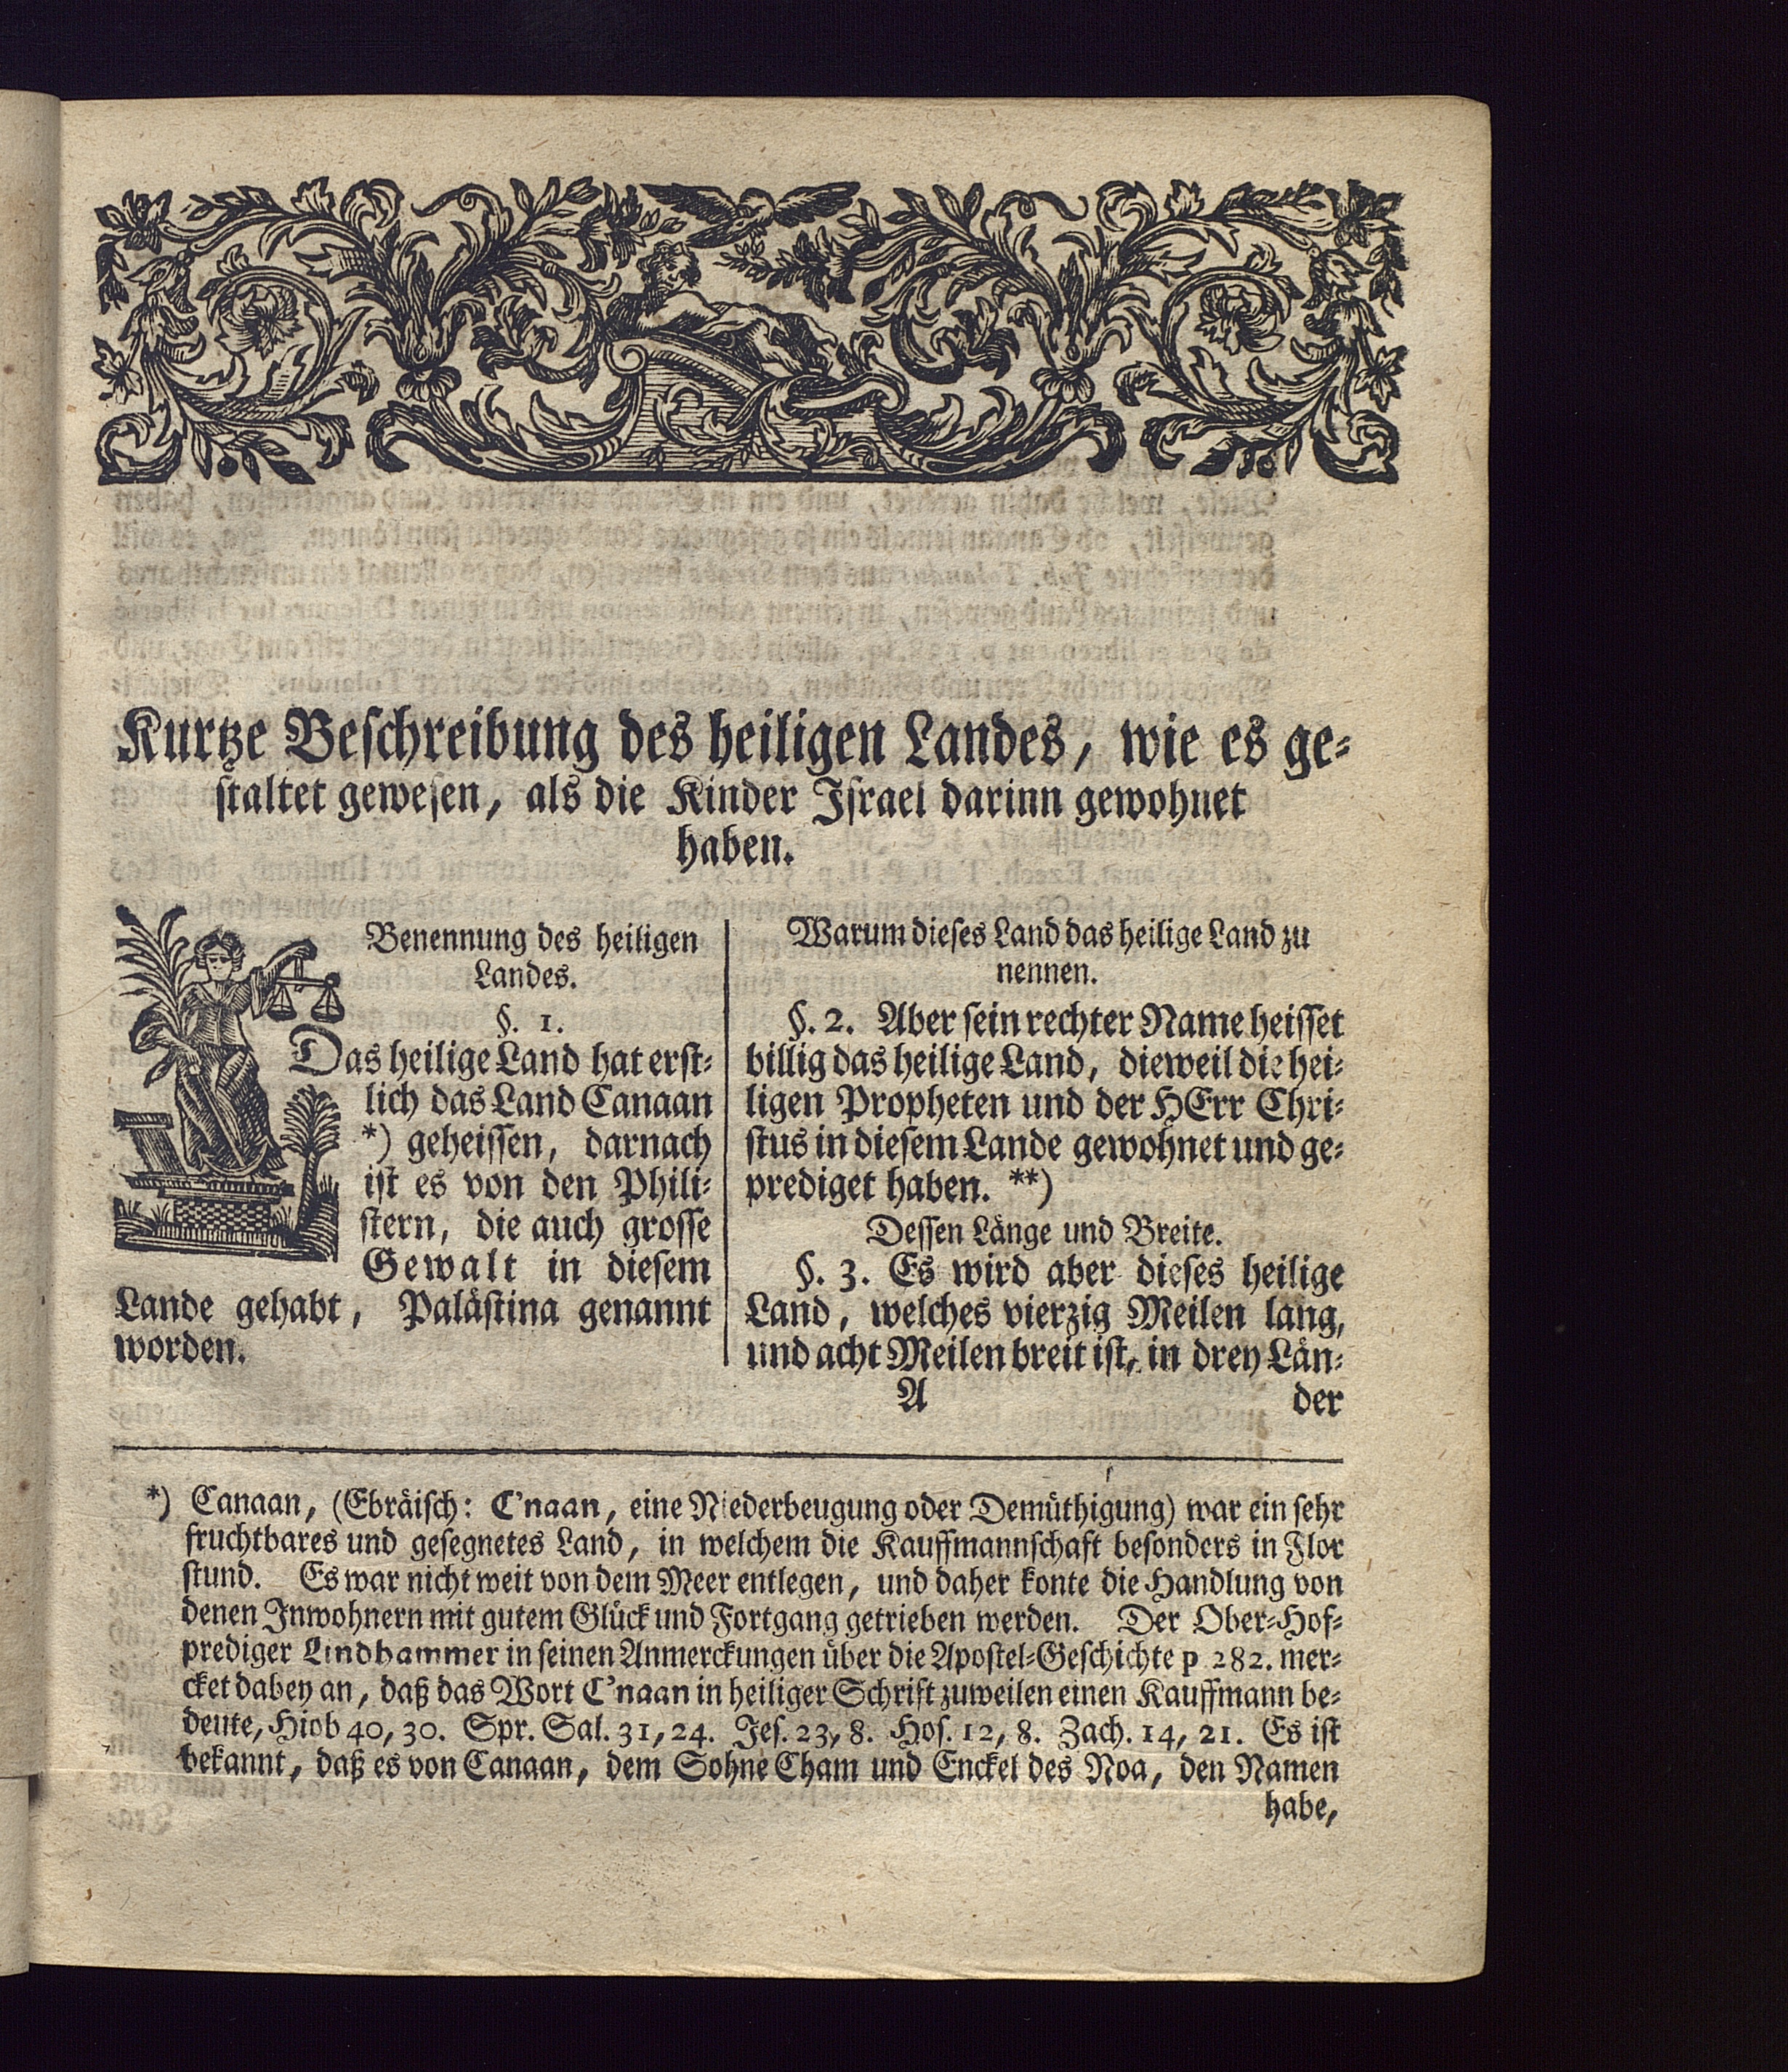 Kurtze Beschreibung des heiligen Landes, wie es ge-
staltet gewesen, als die Kinder Israel darinn gewohnet
haben.
Benennung des heiligen
Landes.
§. 1.
Das heilige Land hat erst-
lich das Land Canaan
*) geheissen, darnach
ist es von den Phili-
stern, die auch grosse
Gewalt in diesem
Lande gehabt, Palästina genannt
worden.
Warum dieses Land das heilige Land zu
nennen.
§. 2. Aber sein rechter Name heisset
billig das heilige Land, dieweil die hei-
ligen Propheten und der HErr Chri-
stus in diesem Lande gewohnet und ge-
prediget haben. **)
Dessen Länge und Breite.
§. 3. Es wird aber dieses heilige
Land, welches vierzig Meilen lang,
und acht Meilen breit ist, in drey Län-
A der
*) Canaan, (Ebräisch: C'naan, eine Niederbeugung oder Demüthigung) war ein sehr
fruchtbares und gesegnetes Land, in welchem die Kauffmannschaft besonders in Flor
stund. Es war nicht weit von dem Meer entlegen, und daher konte die Handlung von
denen Inwohnern mit gutem Glück und Fortgang getrieben werden. Der Ober-Hof-
prediger Lindhammer in seinen Anmerckungen über die Apostel-Geschichte p 282. mer-
cket dabey an, daß das Wort C'naan in heiliger Schrift zuweilen einen Kauffmann be-
deute, Hiob 40, 30. Spr. Sal. 31, 24. Jes. 23, 8. Hos. 12, 8. Zach. 14, 21. Es ist
bekannt, daß es von Canaan, dem Sohne Cham und Enckel des Noa, den Namen
habe,